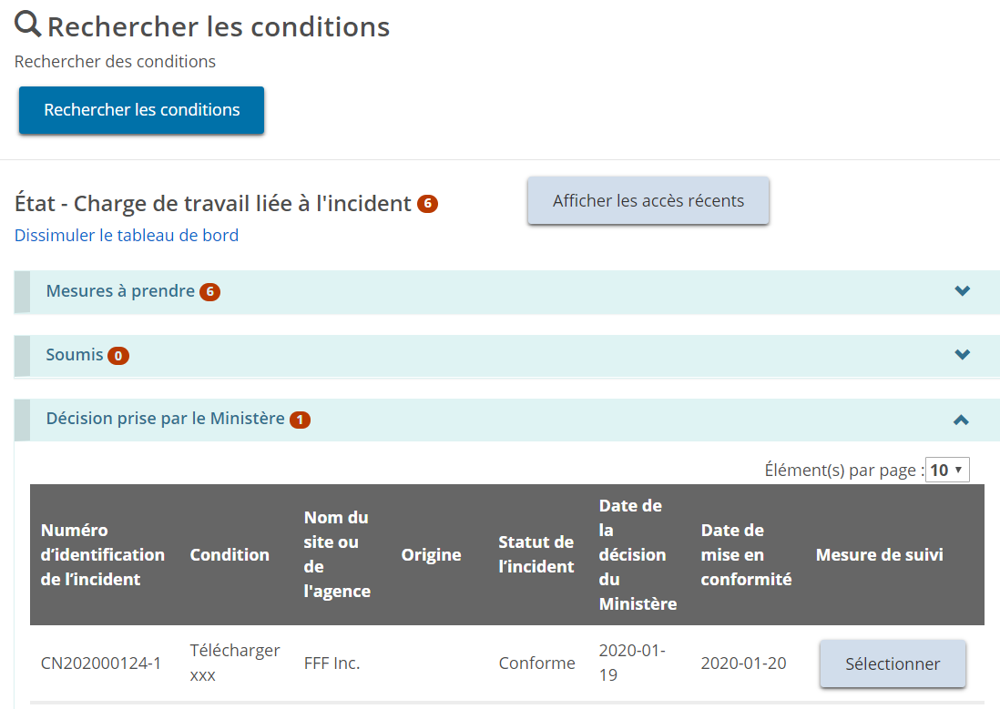 Rechercher les conditions
Rechercher des conditions
Rechercher les conditions
État - Charge de travail liée à l'incident 6
Afficher les accès récents
Dissimuler le tableau de bord
Mesures à prendre 6
Soumis 0
Décision prise par le Ministère 1
Élément(s) par page : 10
Numéro
d’identification
de l’incident
Condition
Nom du
site ou
de
l'agence
Origine
Statut de
l’incident
Date de
la
décision
du
Ministère
Date de
mise en
conformité
Mesure de suivi
CN202000124-1
Télécharger
xxx
FFF Inc.
Conforme
2020-01-
19
2020-01-20
Sélectionner